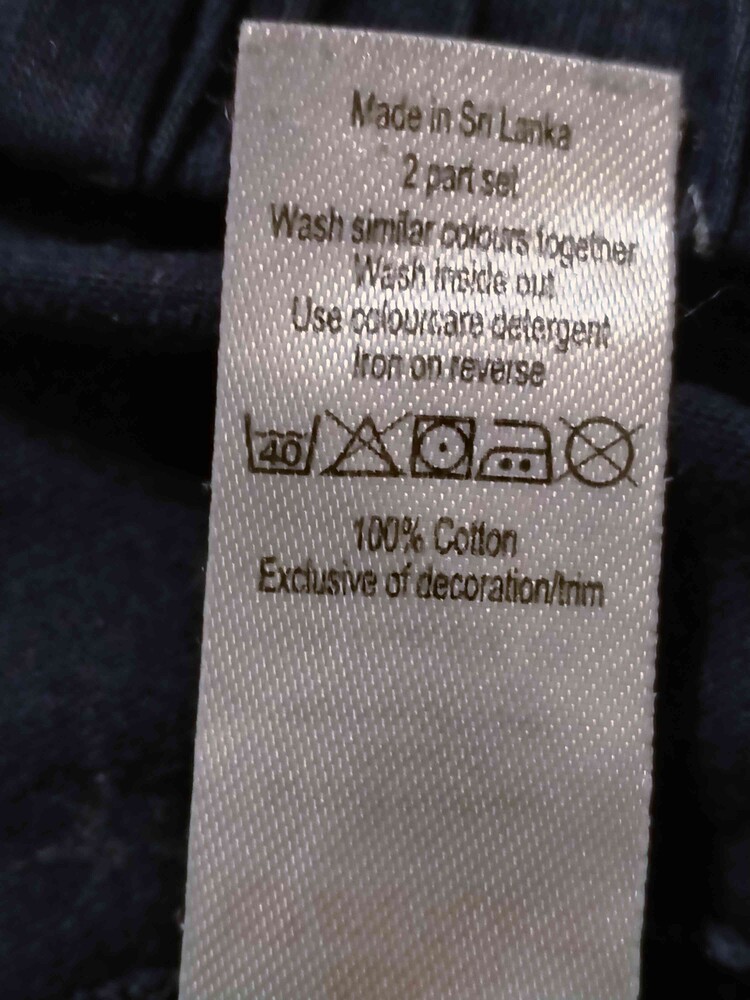 Made in Sri Lanka
2 part set
Wash similar colours together
Wash inside out
Use colourcare detergent
Iron on reverse
40
100% Cotton
Exclusive of decoration/trim